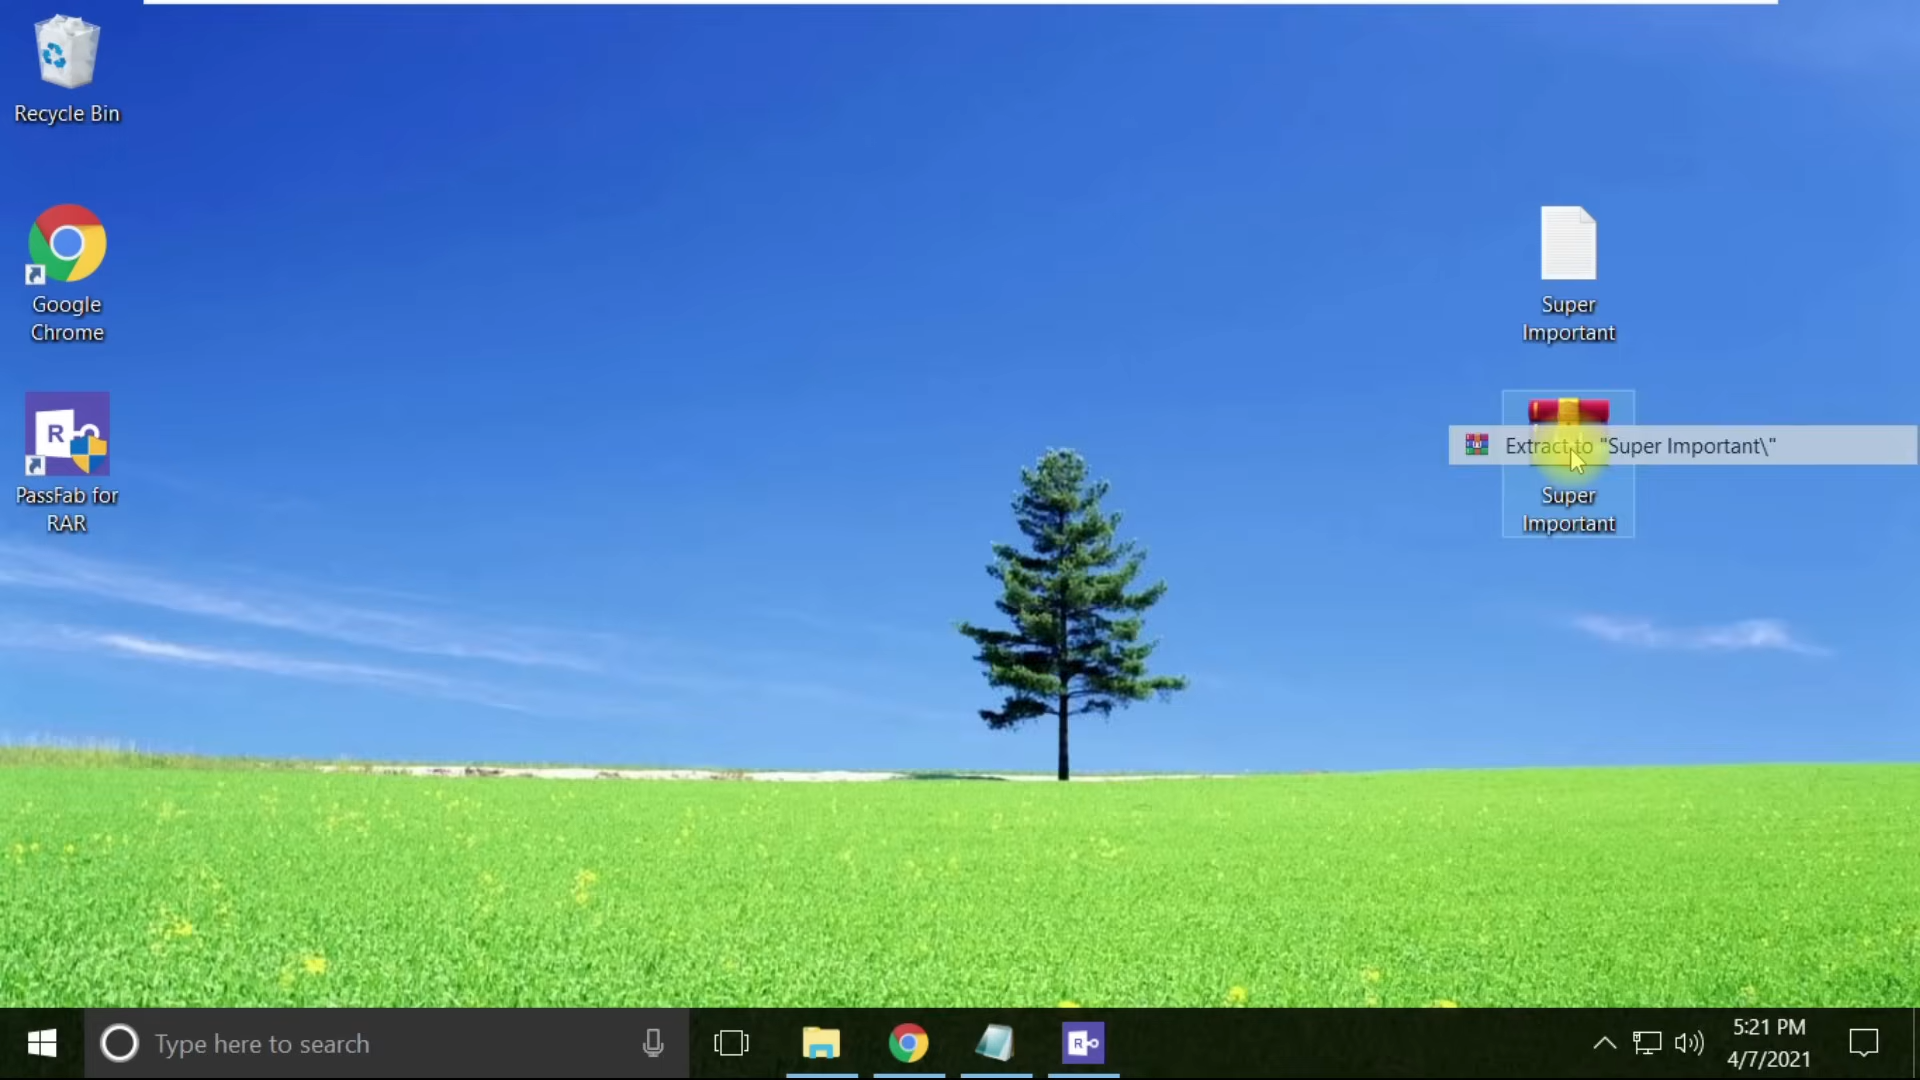 Recycle Bin
Google
Chrome
R
PassFab for
RAR
Super
Important
Extract to "Super Important\"
Super
Important
Type here to search
R
5:21 PM
4/7/2021